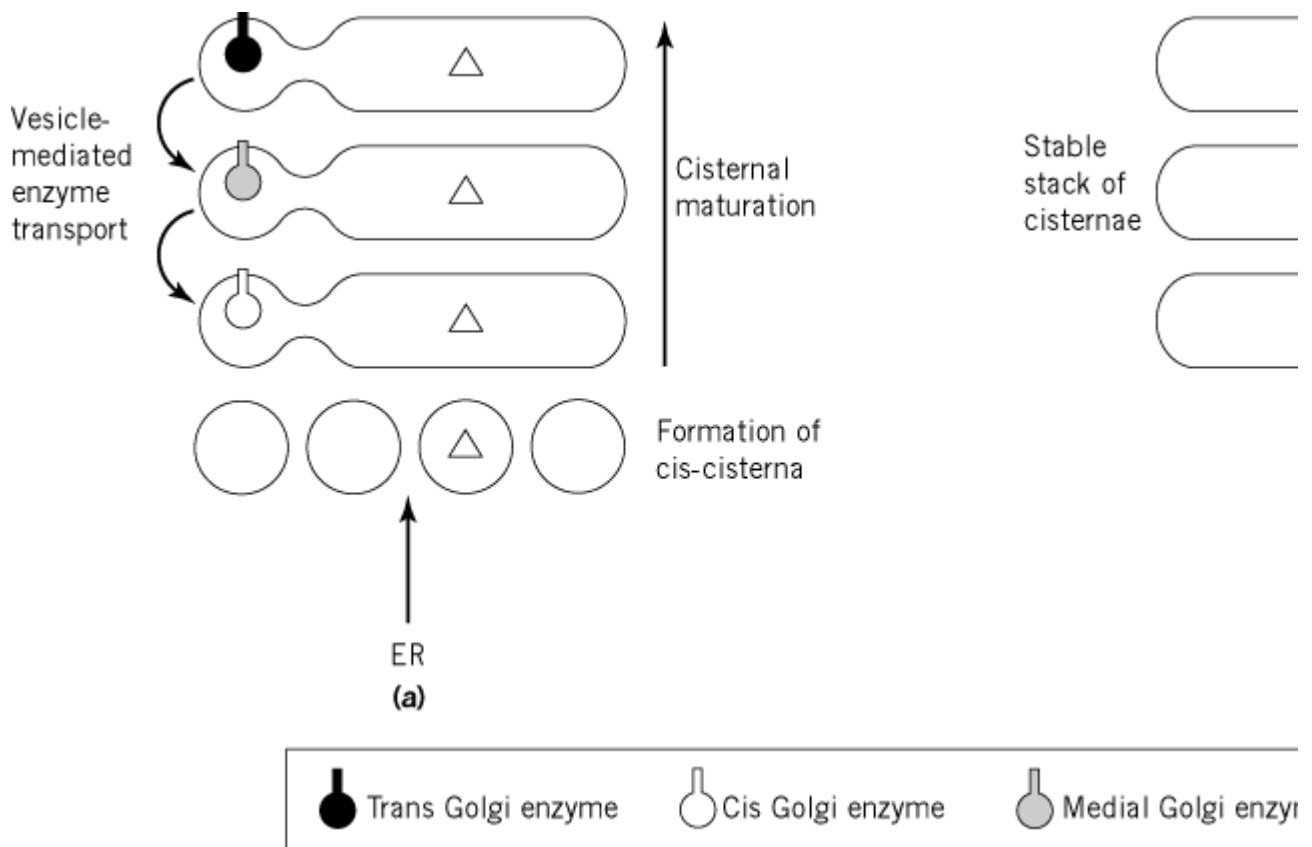 Vesicle-
mediated
enzyme
transport
Cisternal
maturation
Stable
stack of
cisternae
Formation of
cis-cisterna
ER
(a)
Trans Golgi enzyme
Cis Golgi enzyme
Medial Golgi